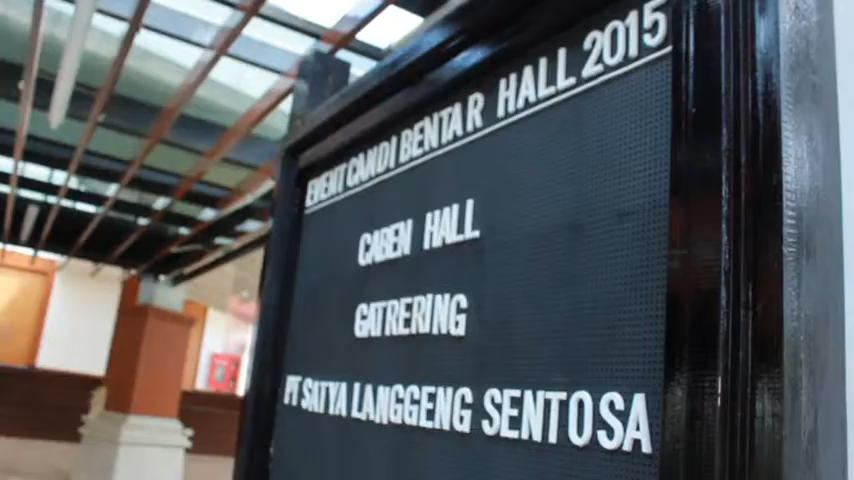 EVENT CANDI BENTAR HALL 2015
CABEN HALL
GATRERING
PT SATYA LANGGENG SENTOSA